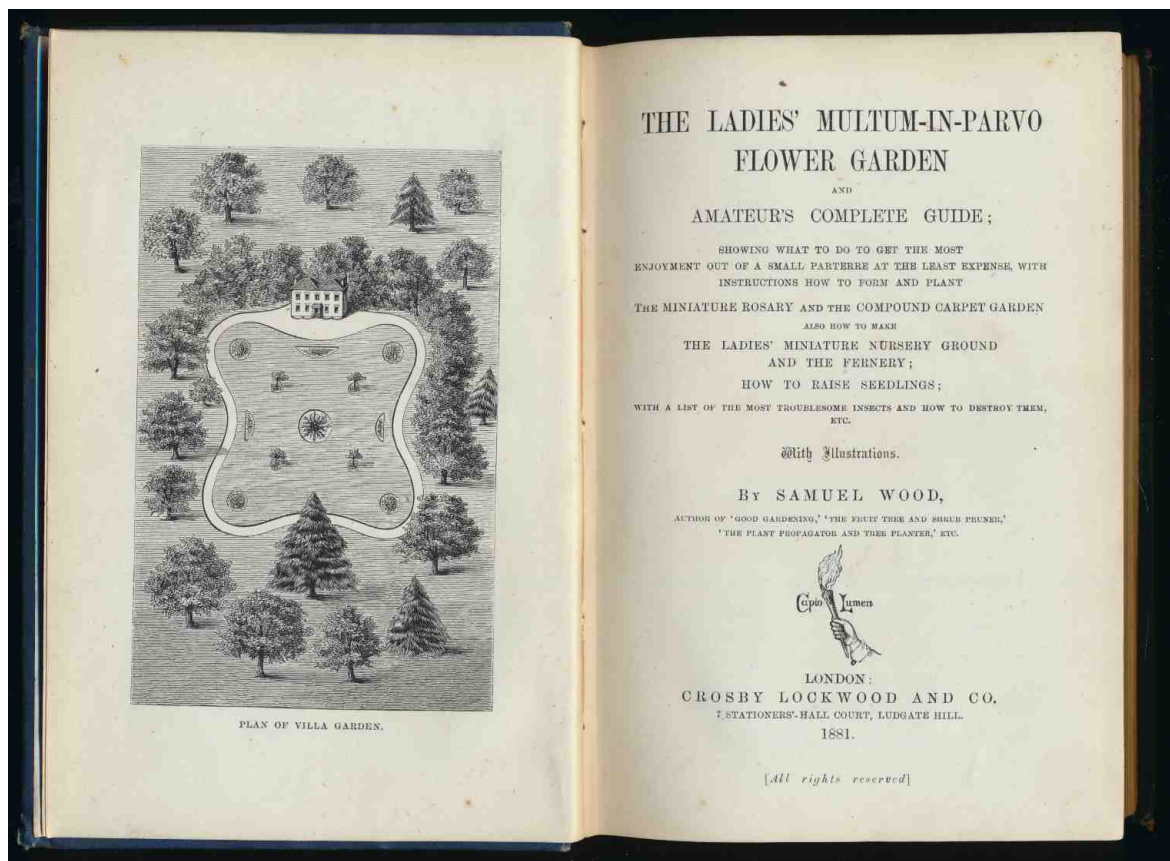 PLAN OF VILLA GARDEN.
THE LADIES' MULTUM-IN-PARVO
FLOWER GARDEN
AND
AMATEUR'S COMPLETE GUIDE;
SHOWING WHAT TO DO TO GET THE MOST
ENJOYMENT OUT OF A SMALL PARTERRE AT THE LEAST EXPENSE, WITH
INSTRUCTIONS HOW TO FORM AND PLANT
THE MINIATURE ROSARY AND THE COMPOUND CARPET GARDEN
ALSO HOW TO MAKE
THE LADIES' MINIATURE NURSERY GROUND
AND THE FERNERY;
HOW TO RAISE SEEDLINGS;
WITH A LIST OF THE MOST TROUBLESOME INSECTS AND HOW TO DESTROY THEM,
ETC.
With Illustrations.
BY SAMUEL WOOD,
AUTHOR OF 'GOOD GARDENING,' 'THE FRUIT TREE AND SHRUB PRUNER,'
'THE PLANT PROPAGATOR AND TREE PLANTER,' ETC.
Capio Lumen
LONDON:
CROSBY LOCKWOOD AND CO.
7 STATIONERS'-HALL COURT, LUDGATE HILL.
1881.
[All rights reserved]